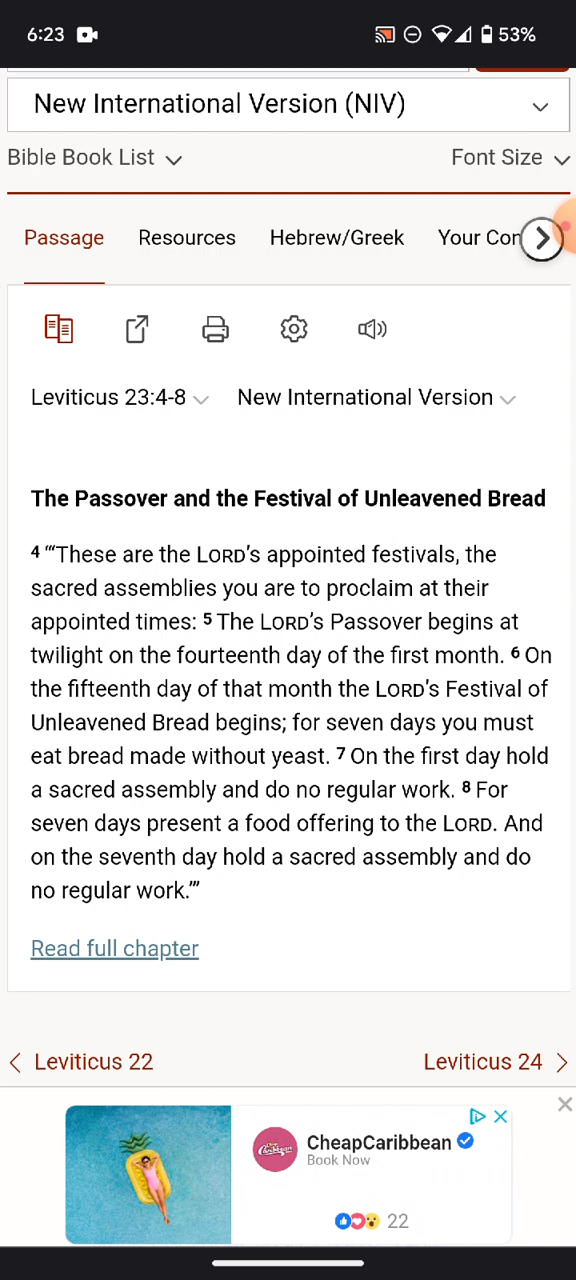 6:23
53%
New International Version (NIV)
Bible Book List
Font Size
Passage
Resources
Hebrew/Greek
Your Con
Leviticus 23:4-8
New International Version
The Passover and the Festival of Unleavened Bread
4 “‘These are the LORD’s appointed festivals, the
sacred assemblies you are to proclaim at their
appointed times: 5 The LORD’s Passover begins at
twilight on the fourteenth day of the first month. 6 On
the fifteenth day of that month the LORD’s Festival of
Unleavened Bread begins; for seven days you must
eat bread made without yeast. 7 On the first day hold
a sacred assembly and do no regular work. 8 For
seven days present a food offering to the LORD. And
on the seventh day hold a sacred assembly and do
no regular work.’”
Read full chapter
Leviticus 22
Leviticus 24
CheapCaribbean
Book Now
22